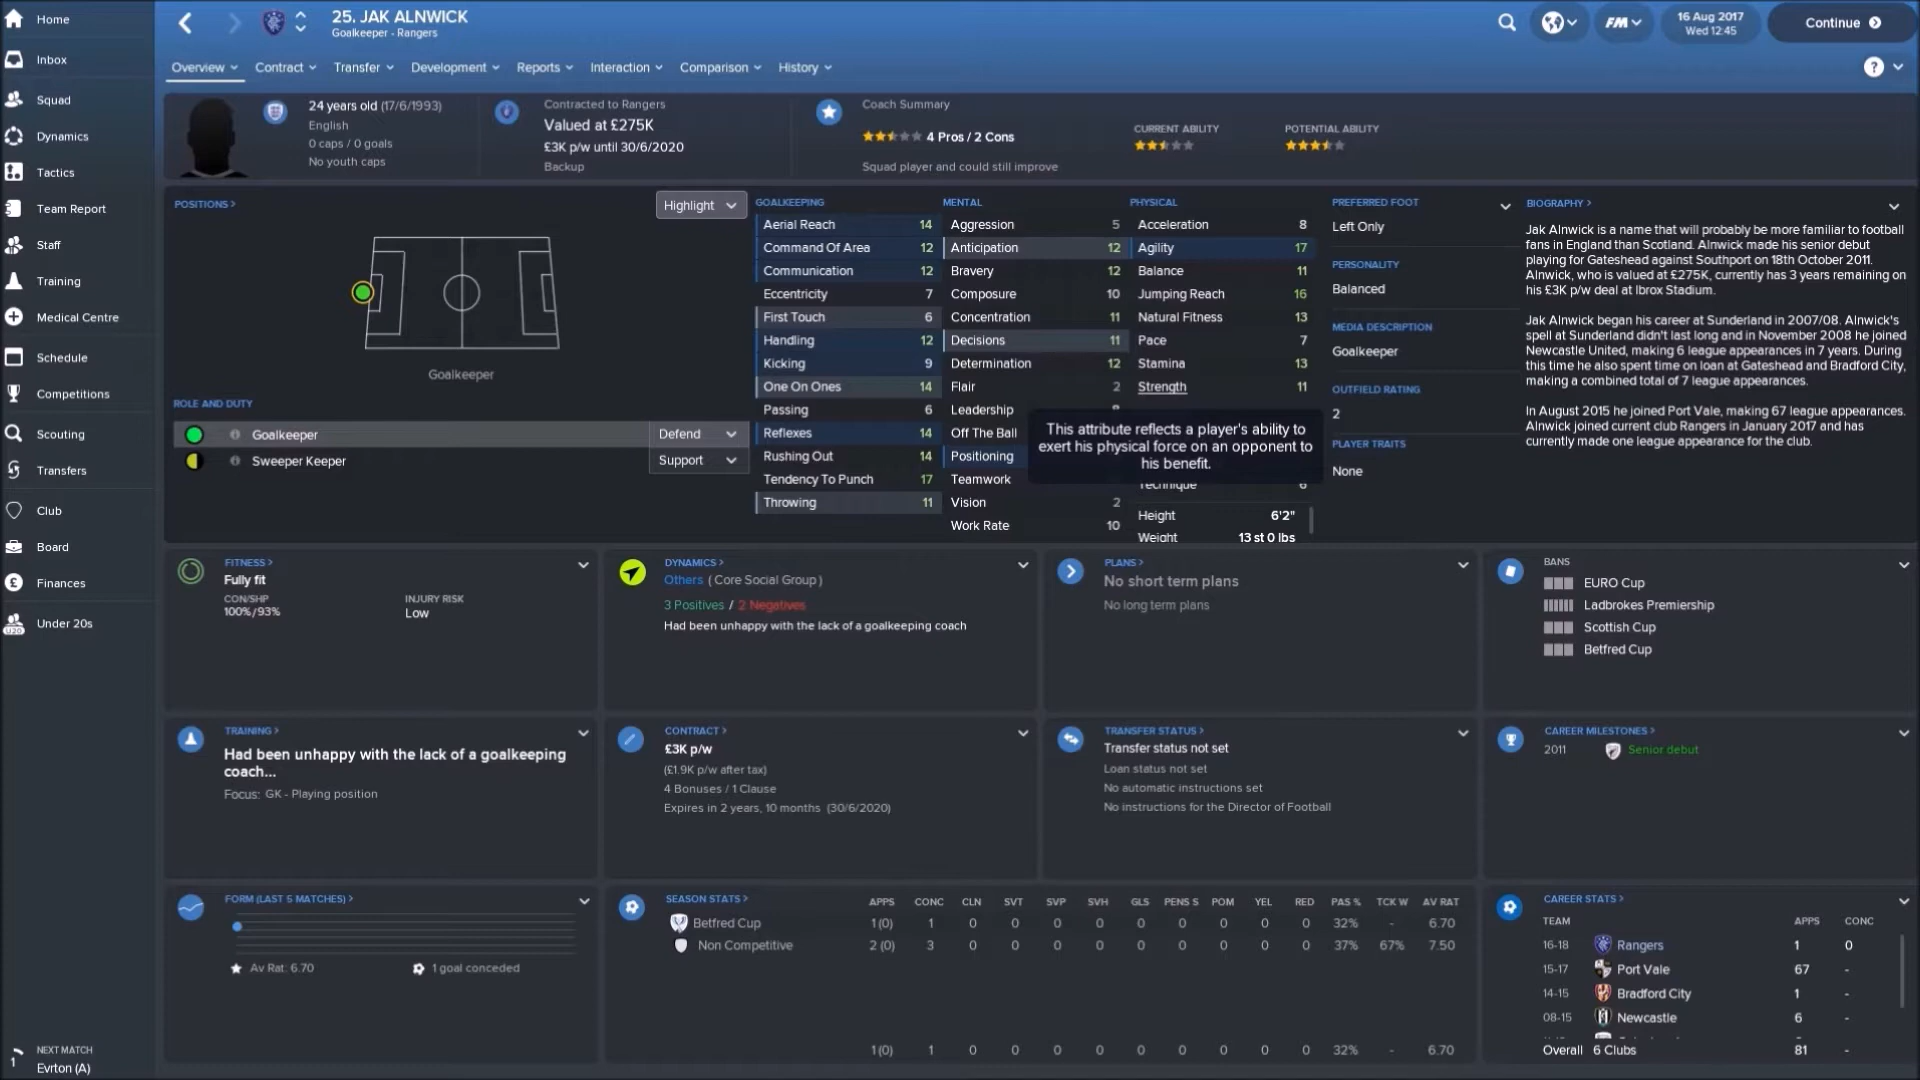 Home
Inbox
Squad
Dynamics
Tactics
Team Report
Staff
Training
Medical Centre
Schedule
Competitions
Scouting
Transfers
Club
Board
Finances
U20
Under 20s
NEXT MATCH
Evrton (A)
25. JAK ALNWICK
Goalkeeper - Rangers
FM
16 Aug 2017
Wed 12:45
Continue
Overview
Contract
Transfer
Development
Reports
Interaction
Comparison
History
?
24 years old (17/6/1993)
English
0 caps / 0 goals
No youth caps
Contracted to Rangers
Valued at £275K
£3K p/w until 30/6/2020
Backup
Coach Summary
4 Pros / 2 Cons
Squad player and could still improve
CURRENT ABILITY
POTENTIAL ABILITY
POSITIONS >
Highlight
Goalkeeper
ROLE AND DUTY
Goalkeeper Defend
Sweeper Keeper Support
GOALKEEPING
Aerial Reach 14
Command Of Area 12
Communication 12
Eccentricity 7
First Touch 6
Handling 12
Kicking 9
One On Ones 14
Passing 6
Reflexes 14
Rushing Out 14
Tendency To Punch 17
Throwing 11
MENTAL
Aggression 5
Anticipation 12
Bravery 12
Composure 10
Concentration 11
Decisions 11
Determination 12
Flair 2
Leadership
Off The Ball
Positioning
Teamwork
Vision 2
Work Rate 10
PHYSICAL
Acceleration 8
Agility 17
Balance 11
Jumping Reach 16
Natural Fitness 13
Pace 7
Stamina 13
Strength 11
This attribute reflects a player's ability to
exert his physical force on an opponent to
his benefit.
Technique 6
Height 6'2"
Weight 13 st 0 lbs
PREFERRED FOOT
Left Only
PERSONALITY
Balanced
MEDIA DESCRIPTION
Goalkeeper
OUTFIELD RATING
2
PLAYER TRAITS
None
BIOGRAPHY >
Jak Alnwick is a name that will probably be more familiar to football
fans in England than Scotland. Alnwick made his senior debut
playing for Gateshead against Southport on 18th October 2011.
Alnwick, who is valued at £275K, currently has 3 years remaining on
his £3K p/w deal at Ibrox Stadium.
Jak Alnwick began his career at Sunderland in 2007/08. Alnwick's
spell at Sunderland didn't last long and in November 2008 he joined
Newcastle United, making 6 league appearances in 7 years. During
this time he also spent time on loan at Gateshead and Bradford City,
making a combined total of 7 league appearances.
In August 2015 he joined Port Vale, making 67 league appearances.
Alnwick joined current club Rangers in January 2017 and has
currently made one league appearance for the club.
FITNESS >
Fully fit
CON/SHP
100%/93%
INJURY RISK
Low
DYNAMICS >
Others ( Core Social Group )
3 Positives / 2 Negatives
Had been unhappy with the lack of a goalkeeping coach
PLANS >
No short term plans
No long term plans
BANS
EURO Cup
Ladbrokes Premiership
Scottish Cup
Betfred Cup
TRAINING >
Had been unhappy with the lack of a goalkeeping
coach...
Focus: GK - Playing position
CONTRACT >
£3K p/w
(£1.9K p/w after tax)
4 Bonuses / 1 Clause
Expires in 2 years, 10 months (30/6/2020)
TRANSFER STATUS >
Transfer status not set
Loan status not set
No automatic instructions set
No instructions for the Director of Football
CAREER MILESTONES >
2011 Senior debut
FORM (LAST 5 MATCHES) >
Av Rat: 6.70
1 goal conceded
SEASON STATS > APPS CONC CLN SVT SVP SVH GLS PENS S POM YEL RED PAS % TCK W AV RAT
Betfred Cup 1 (0) 1 0 0 0 0 0 0 0 0 0 32% - 6.70
Non Competitive 2 (0) 3 0 0 0 0 0 0 0 0 0 37% 67% 7.50
1 (0) 1 0 0 0 0 0 0 0 0 0 32% - 6.70
CAREER STATS >
TEAM APPS CONC
16-18 Rangers 1 0
15-17 Port Vale 67 -
14-15 Bradford City 1 -
08-15 Newcastle 6 -
Overall 6 Clubs 81 -